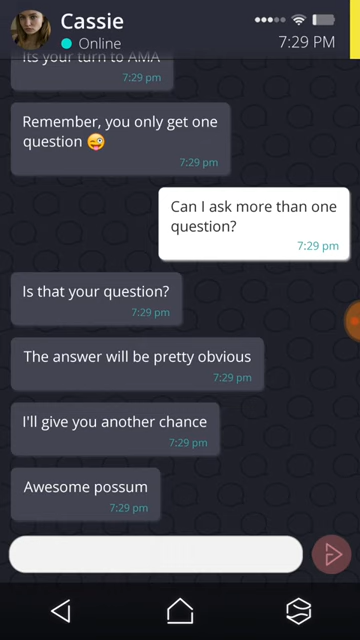 Cassie
Online
7:29 PM
Its your turn to AMA
7:29 pm
Remember, you only get one
question 😜
7:29 pm
Can I ask more than one
question?
7:29 pm
Is that your question?
7:29 pm
The answer will be pretty obvious
7:29 pm
I'll give you another chance
7:29 pm
Awesome possum
7:29 pm